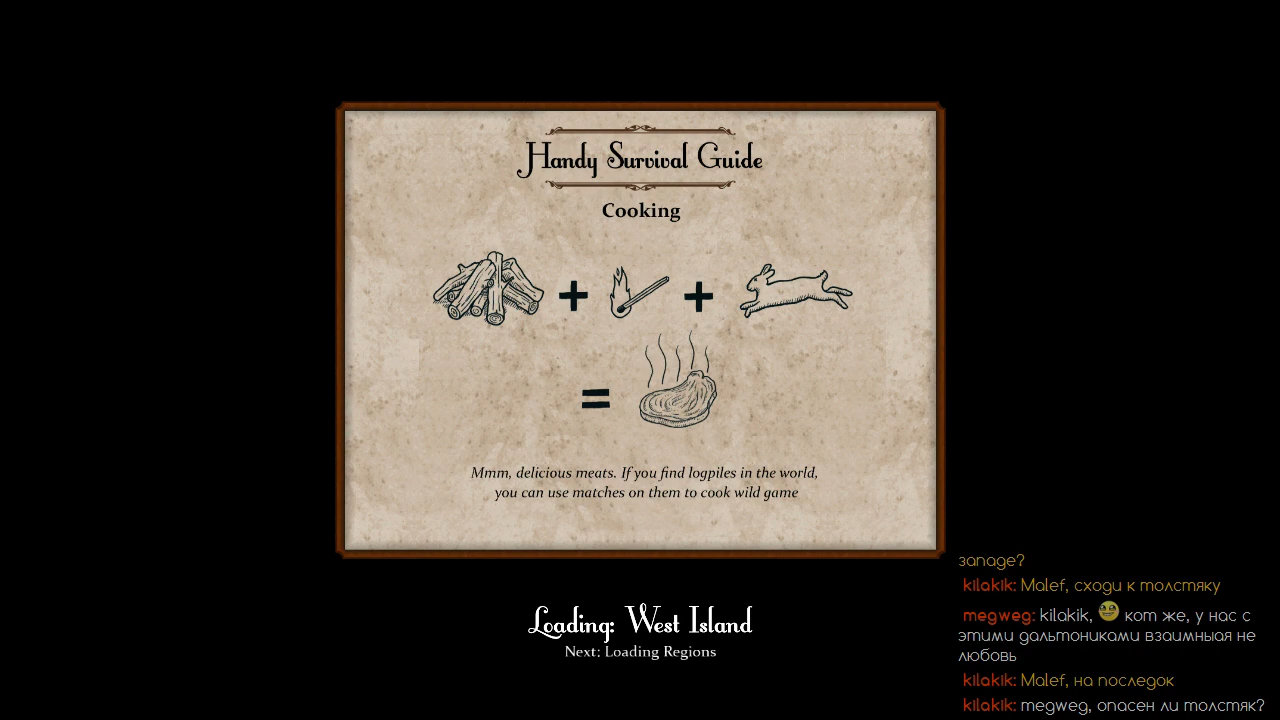 Handy Survival Guide
Cooking
Mmm, delicious meats. If you find logpiles in the world,
you can use matches on them to cook wild game
Loading: West Island
Next: Loading Regions
западе?
kilakik: Malef, сходи к толстяку
megweg: kilakik, кот же, у нас с
этими дальтониками взаимныая не
любовь
kilakik: Malef, на последок
kilakik: megweg, опасен ли толстяк?